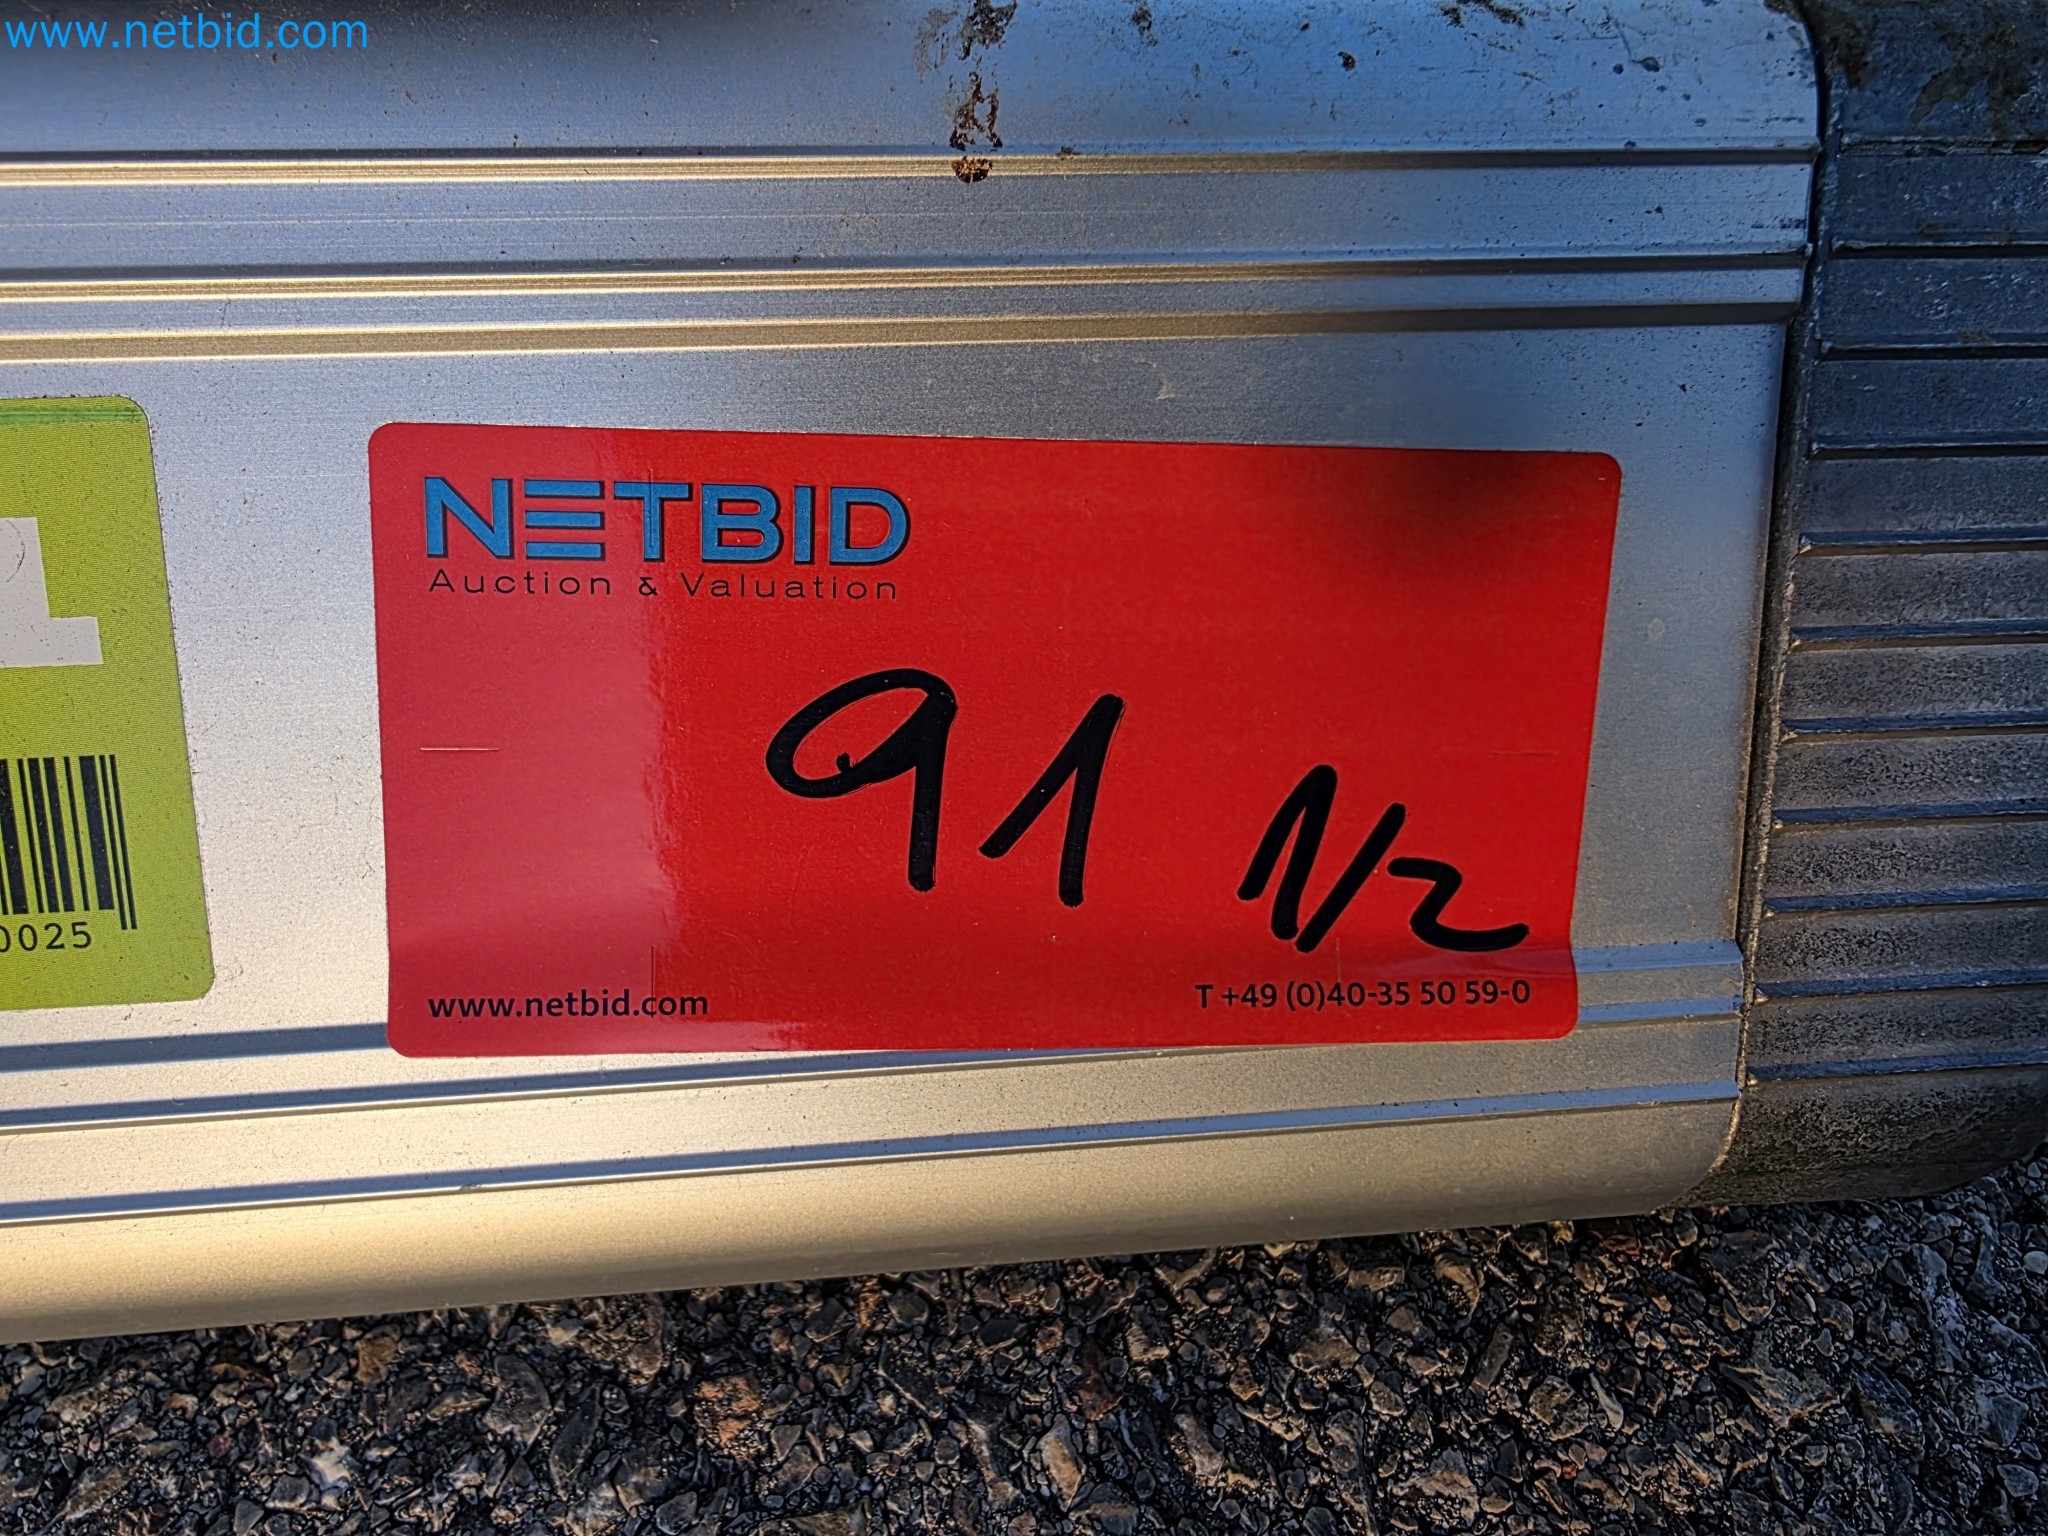 www.netbid.com
NETBID
Auction & Valuation
91
1/2
www.netbid.com
T +49 (0)40-35 50 59-0
1
0025